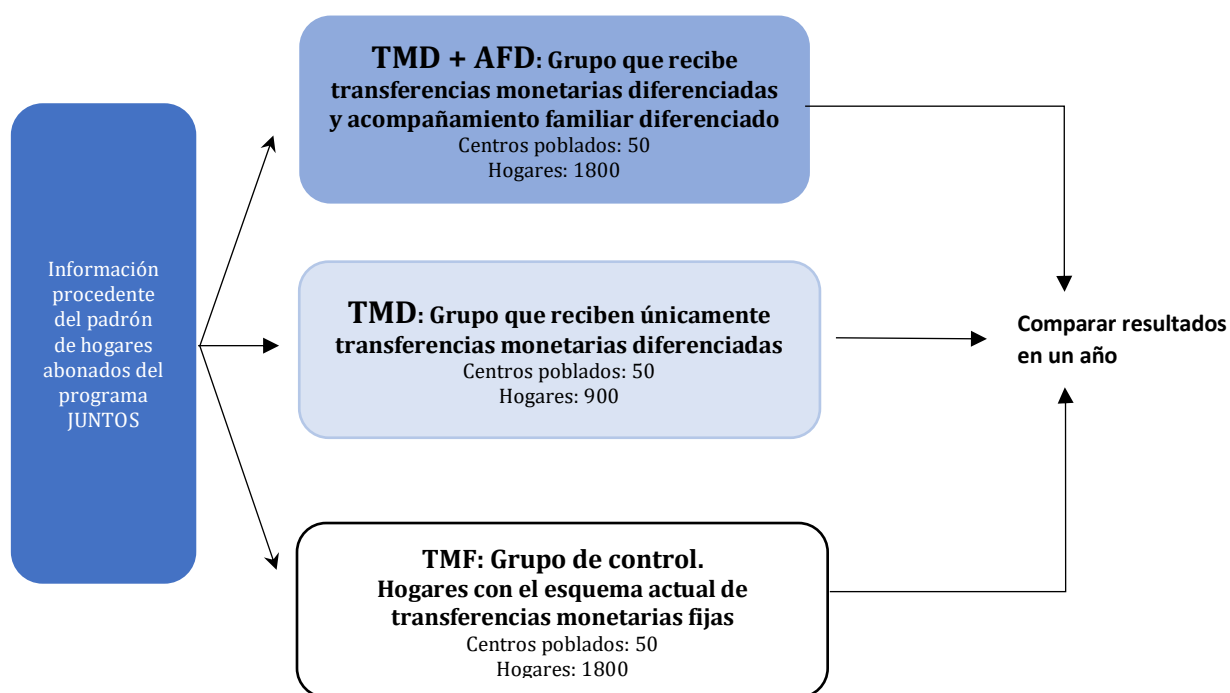 Información
procedente
del padrón
de hogares
abonados del
programa
JUNTOS
TMD + AFD: Grupo que recibe
transferencias monetarias diferenciadas
y acompañamiento familiar diferenciado
Centros poblados: 50
Hogares: 1800
TMD: Grupo que reciben únicamente
transferencias monetarias diferenciadas
Centros poblados: 50
Hogares: 900
TMF: Grupo de control.
Hogares con el esquema actual de
transferencias monetarias fijas
Centros poblados: 50
Hogares: 1800
Comparar resultados
en un año